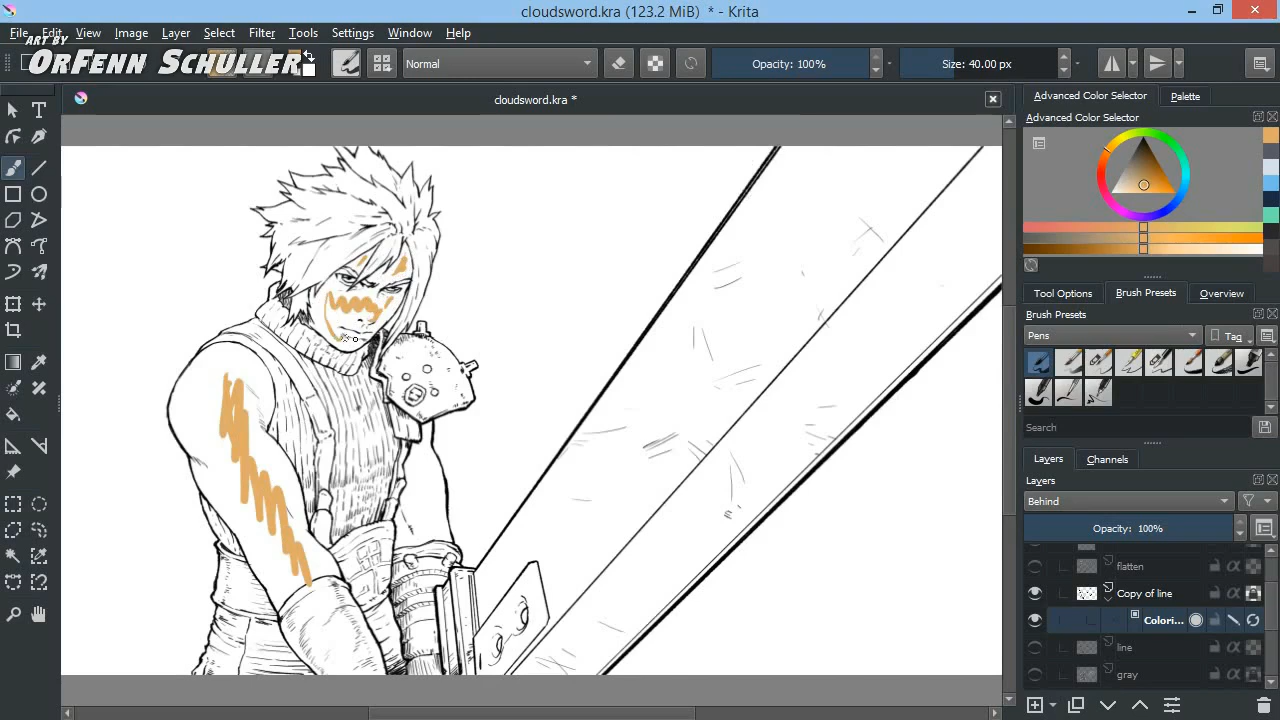 cloudsword.kra (123.2 MiB) * - Krita
File Edit View Image Layer Select Filter Tools Settings Window Help
ART BY
ORFENN SCHULLER
Normal
Opacity: 100%
Size: 40.00 px
cloudsword.kra *
Advanced Color Selector
Palette
Advanced Color Selector
Tool Options
Brush Presets
Overview
Brush Presets
Pens
Tag
Search
Layers
Channels
Layers
Behind
Opacity: 100%
flatten
Copy of line
Colori...
line
gray